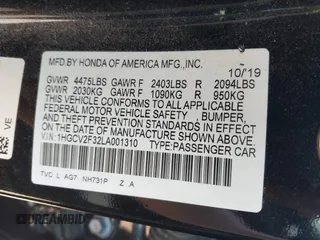 MFD. BY HONDA OF AMERICA MFG.,INC.
10/19
GVWR 4475LBS GAWR F 2403LBS R 2094LBS
GVWR 2030KG GAWR F 1090KG R 950KG
THIS VEHICLE CONFORMS TO ALL APPLICABLE
FEDERAL MOTOR VEHICLE SAFETY, BUMPER,
AND THEFT PREVENTION STANDARDS IN EFFECT ON
THE DATE OF MANUFACTURE SHOWN ABOVE.
V.I.N.:1HGCV2F32LA001310 TYPE:PASSENGER CAR
TVC L AG7 NH731P Z A
VE